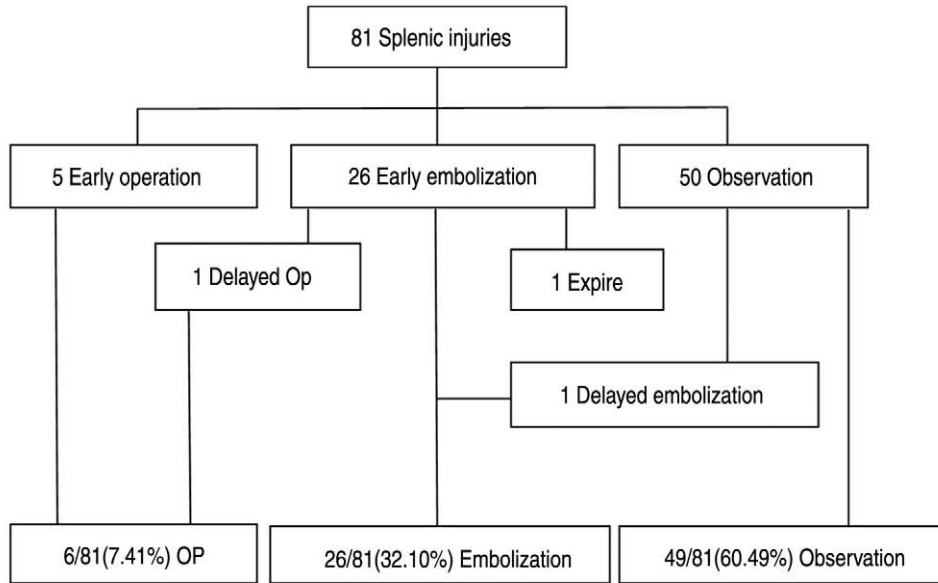 81 Splenic injuries
5 Early operation
26 Early embolization
50 Observation
1 Delayed Op
1 Expire
1 Delayed embolization
6/81(7.41%) OP
26/81(32.10%) Embolization
49/81(60.49%) Observation